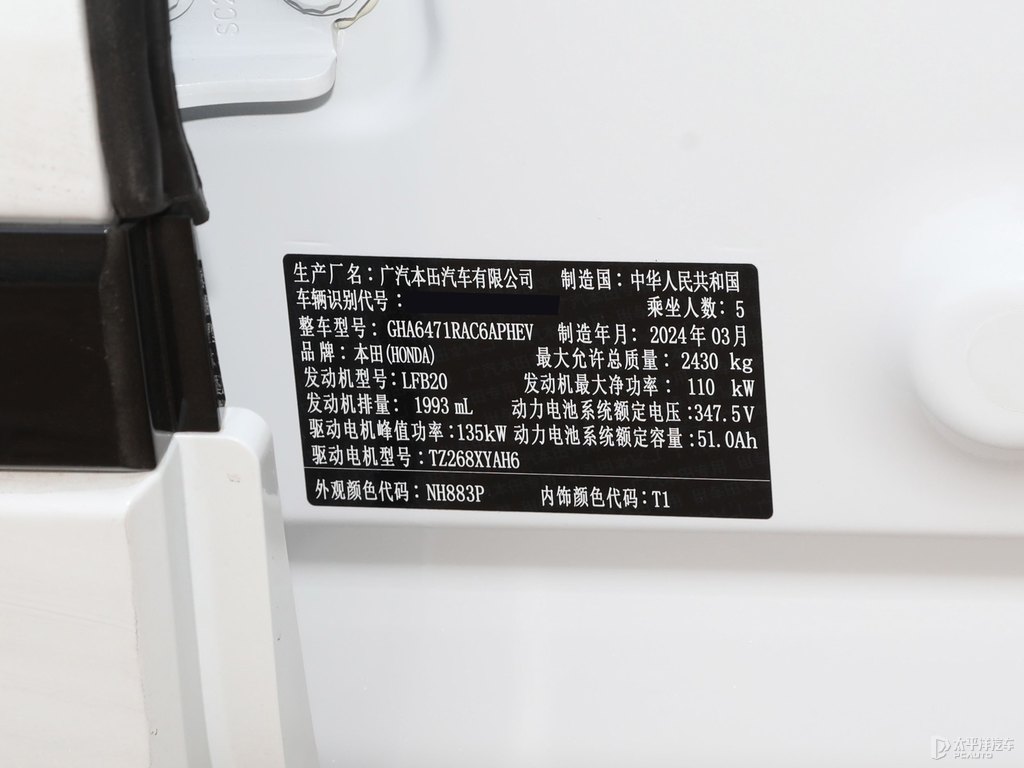 生产厂名：广汽本田汽车有限公司 制造国：中华人民共和国
车辆识别代号： 乘坐人数：5
整车型号：GHA6471RAC6APHEV 制造年月：2024年03月
品牌：本田(HONDA) 最大允许总质量：2430 kg
发动机型号：LFB20 发动机最大净功率：110 kW
发动机排量：1993 mL 动力电池系统额定电压：347.5V
驱动电机峰值功率：135kW 动力电池系统额定容量：51.0Ah
驱动电机型号：TZ268XYAH6
外观颜色代码：NH883P 内饰颜色代码：T1
太平洋汽车
PCAUTO